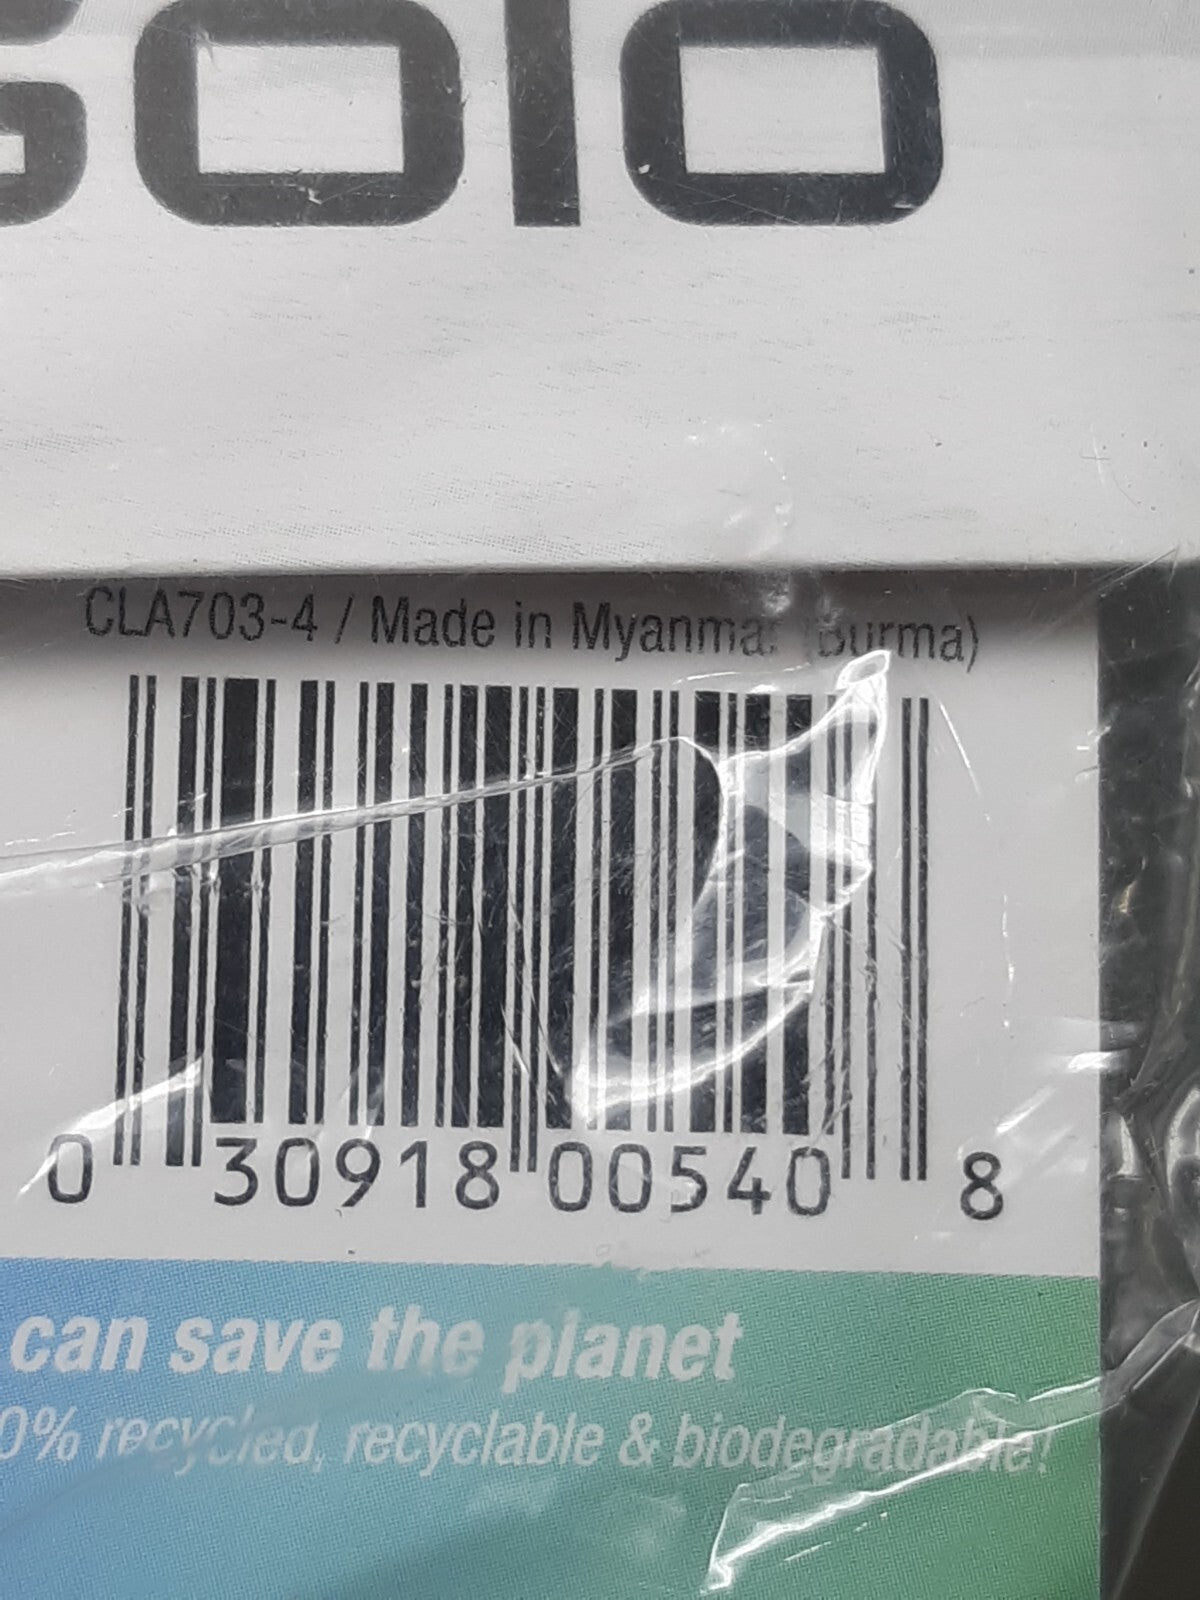 solo
CLA703-4 / Made in Myanmar (Burma)
0 30918 00540 8
can save the planet
0% recycled, recyclable & biodegradable!